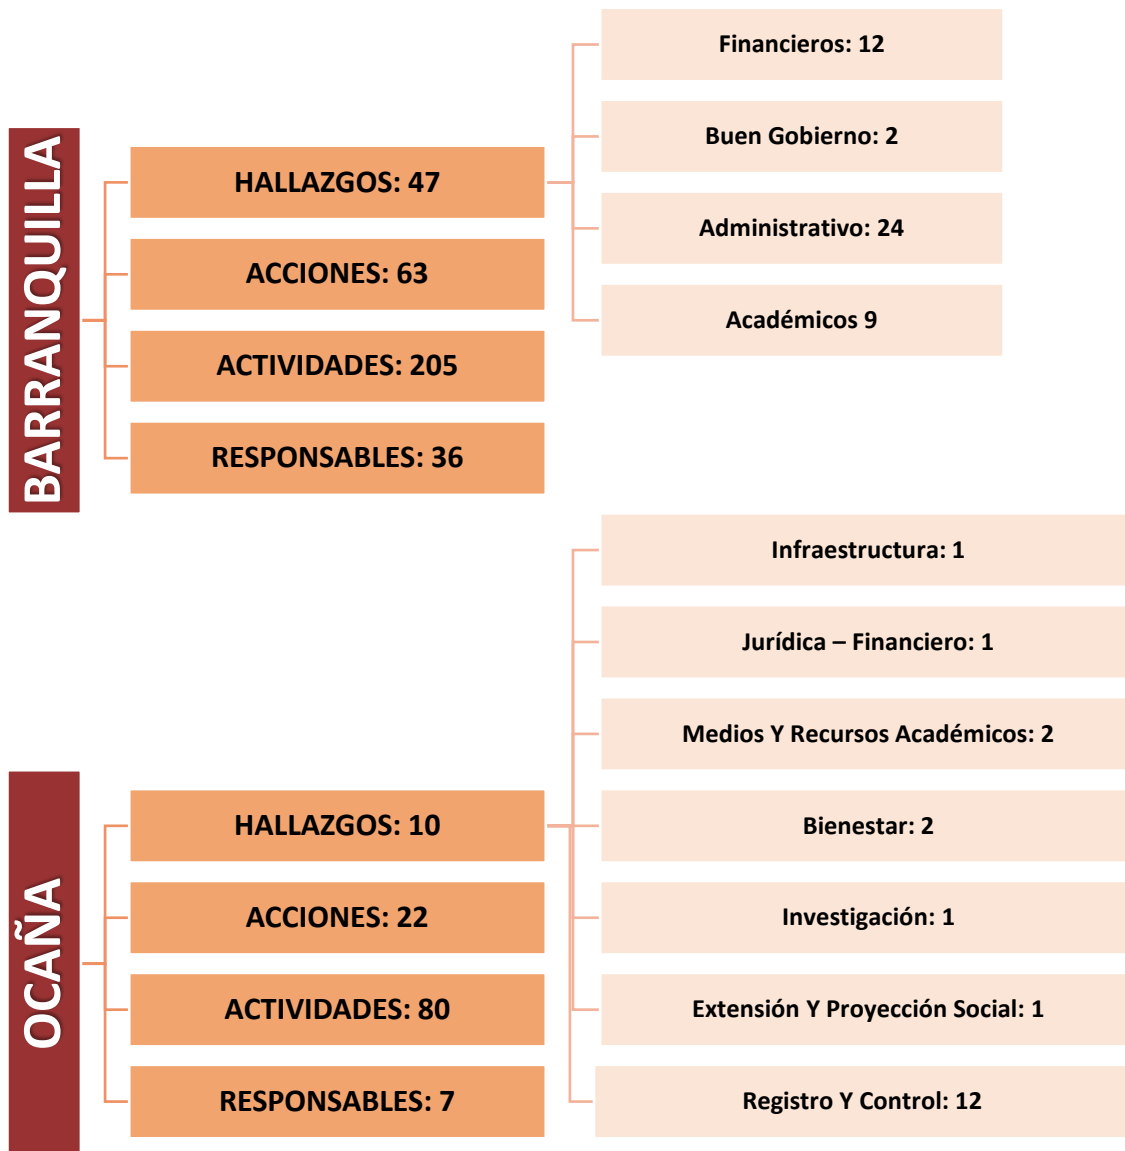 BARRANQUILLA
HALLAZGOS: 47
ACCIONES: 63
ACTIVIDADES: 205
RESPONSABLES: 36
Financieros: 12
Buen Gobierno: 2
Administrativo: 24
Académicos 9
OCAÑA
HALLAZGOS: 10
ACCIONES: 22
ACTIVIDADES: 80
RESPONSABLES: 7
Infraestructura: 1
Jurídica – Financiero: 1
Medios Y Recursos Académicos: 2
Bienestar: 2
Investigación: 1
Extensión Y Proyección Social: 1
Registro Y Control: 12